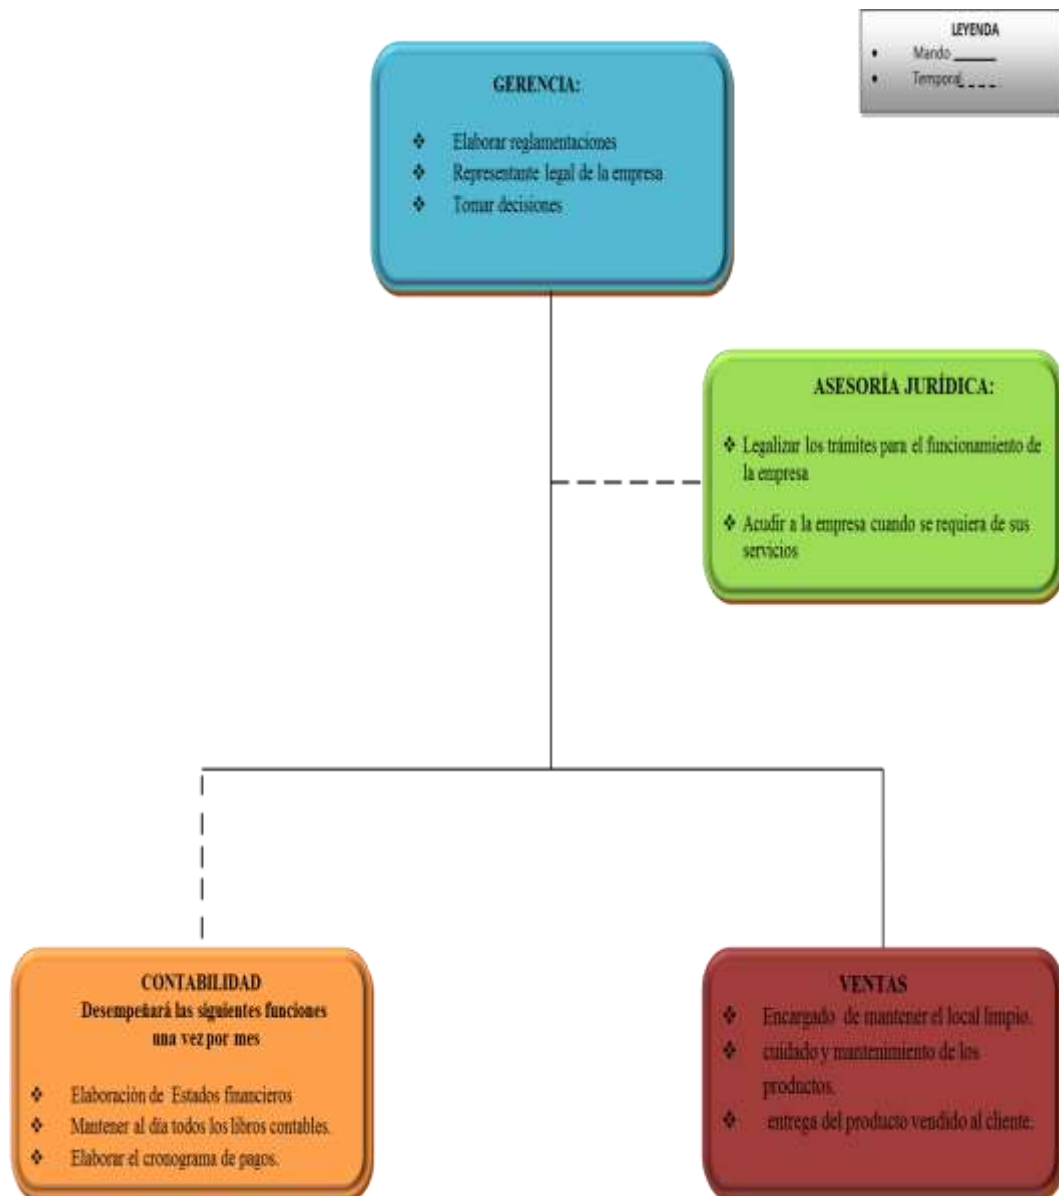 LEYENDA
• Mando ______
• Temporal_ _ _ _ _
GERENCIA:
❖ Elaborar reglamentaciones
❖ Representante legal de la empresa
❖ Tomar decisiones
ASESORÍA JURÍDICA:
❖ Legalizar los trámites para el funcionamiento de
la empresa
❖ Acudir a la empresa cuando se requiera de sus
servicios
CONTABILIDAD
Desempeñará las siguientes funciones
una vez por mes
❖ Elaboración de Estados financieros
❖ Mantener al día todos los libros contables.
❖ Elaborar el cronograma de pagos.
VENTAS
❖ Encargado de mantener el local limpio.
❖ cuidado y mantenimiento de los
productos.
❖ entrega del producto vendido al cliente.